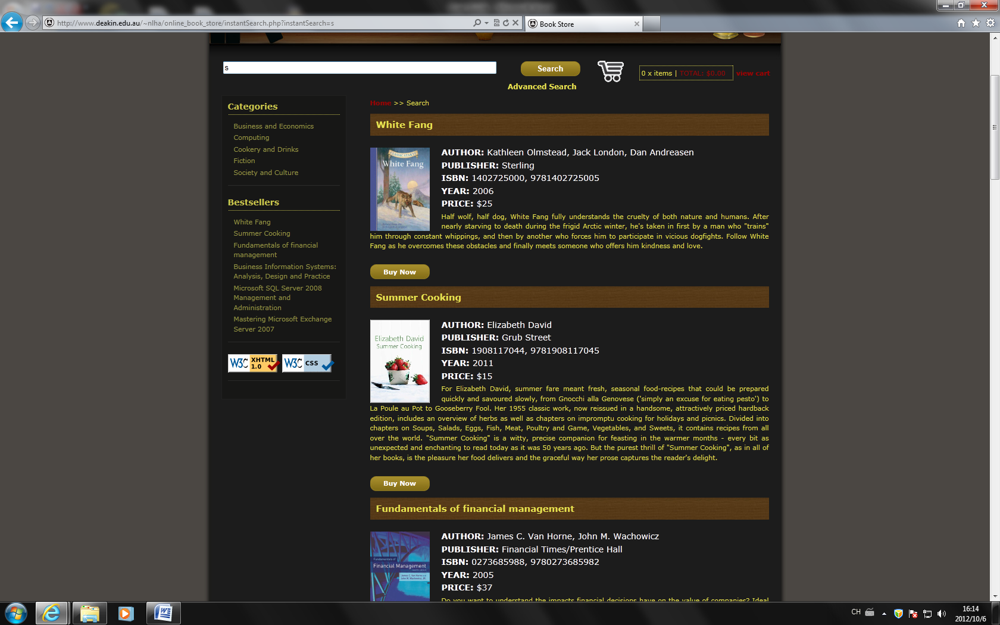 http://www.deakin.edu.au/~nlha/online_book_store/instantSearch.php?instantSearch=s
Book Store
s
Search
0 x items | TOTAL: $0.00 view cart
Advanced Search
Categories
Business and Economics
Computing
Cookery and Drinks
Fiction
Society and Culture
Bestsellers
White Fang
Summer Cooking
Fundamentals of financial
management
Business Information Systems:
Analysis, Design and Practice
Microsoft SQL Server 2008
Management and
Administration
Mastering Microsoft Exchange
Server 2007
W3C XHTML 1.0
W3C css
Home >> Search
White Fang
CLASSIC STARTS
White Fang
AUTHOR: Kathleen Olmstead, Jack London, Dan Andreasen
PUBLISHER: Sterling
ISBN: 1402725000, 9781402725005
YEAR: 2006
PRICE: $25
Half wolf, half dog, White Fang fully understands the cruelty of both nature and humans. After
nearly starving to death during the frigid Arctic winter, he's taken in first by a man who "trains"
him through constant whippings, and then by another who forces him to participate in vicious dogfights. Follow White
Fang as he overcomes these obstacles and finally meets someone who offers him kindness and love.
Buy Now
Summer Cooking
Elizabeth David
Summer Cooking
AUTHOR: Elizabeth David
PUBLISHER: Grub Street
ISBN: 1908117044, 9781908117045
YEAR: 2011
PRICE: $15
For Elizabeth David, summer fare meant fresh, seasonal food-recipes that could be prepared
quickly and savoured slowly, from Gnocchi alla Genovese ('simply an excuse for eating pesto') to
La Poule au Pot to Gooseberry Fool. Her 1955 classic work, now reissued in a handsome, attractively priced hardback
edition, includes an overview of herbs as well as chapters on impromptu cooking for holidays and picnics. Divided into
chapters on Soups, Salads, Eggs, Fish, Meat, Poultry and Game, Vegetables, and Sweets, it contains recipes from all
over the world. "Summer Cooking" is a witty, precise companion for feasting in the warmer months - every bit as
unexpected and enchanting to read today as it was 50 years ago. But the purest thrill of "Summer Cooking", as in all of
her books, is the pleasure her food delivers and the graceful way her prose captures the reader's delight.
Buy Now
Fundamentals of financial management
Fundamentals of
Financial Management
AUTHOR: James C. Van Horne, John M. Wachowicz
PUBLISHER: Financial Times/Prentice Hall
ISBN: 0273685988, 9780273685982
YEAR: 2005
PRICE: $37
Do you want to understand the impacts financial decisions have on the value of companies? Ideal
CH
16:14
2012/10/6